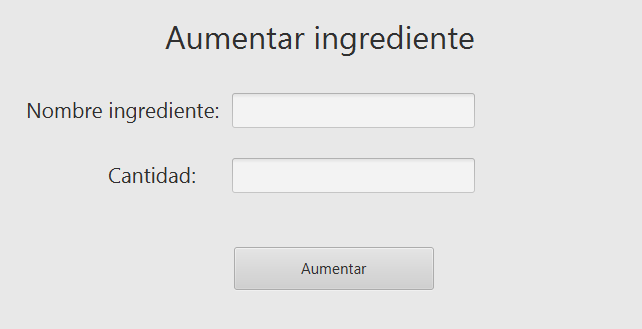 Aumentar ingrediente
Nombre ingrediente:
Cantidad:
Aumentar